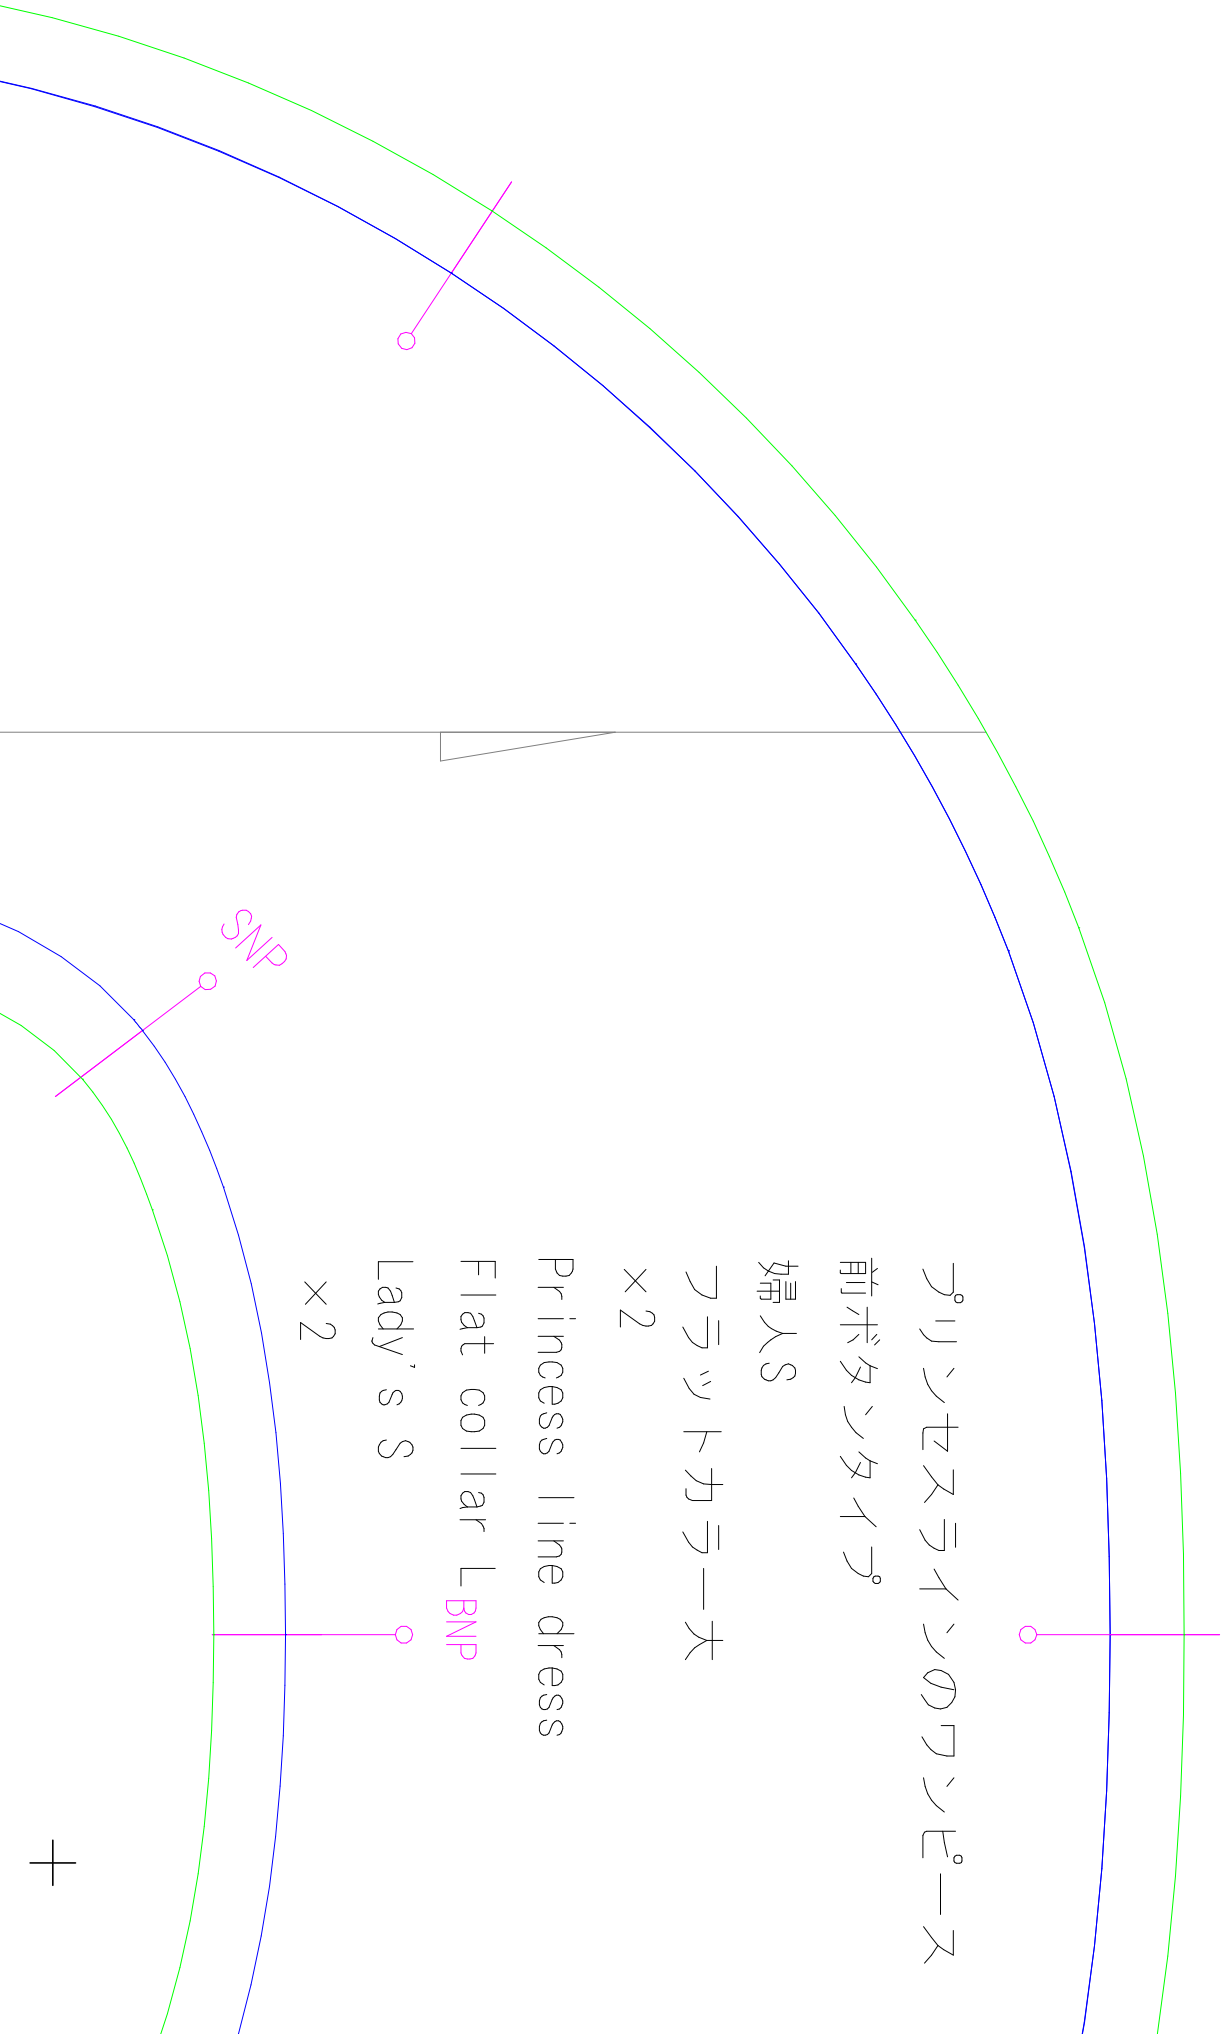 プリンセスラインのワンピース
前ボタンタイプ
婦人S
フラットカラー大
×2
Princess line dress
Flat collar L
Lady's S
×2
SNP
BNP